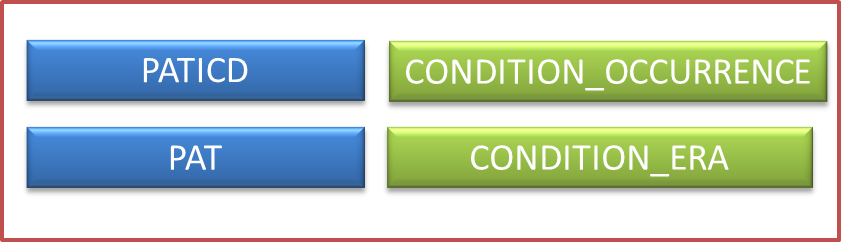 PATICD
CONDITION_OCCURRENCE
PAT
CONDITION_ERA